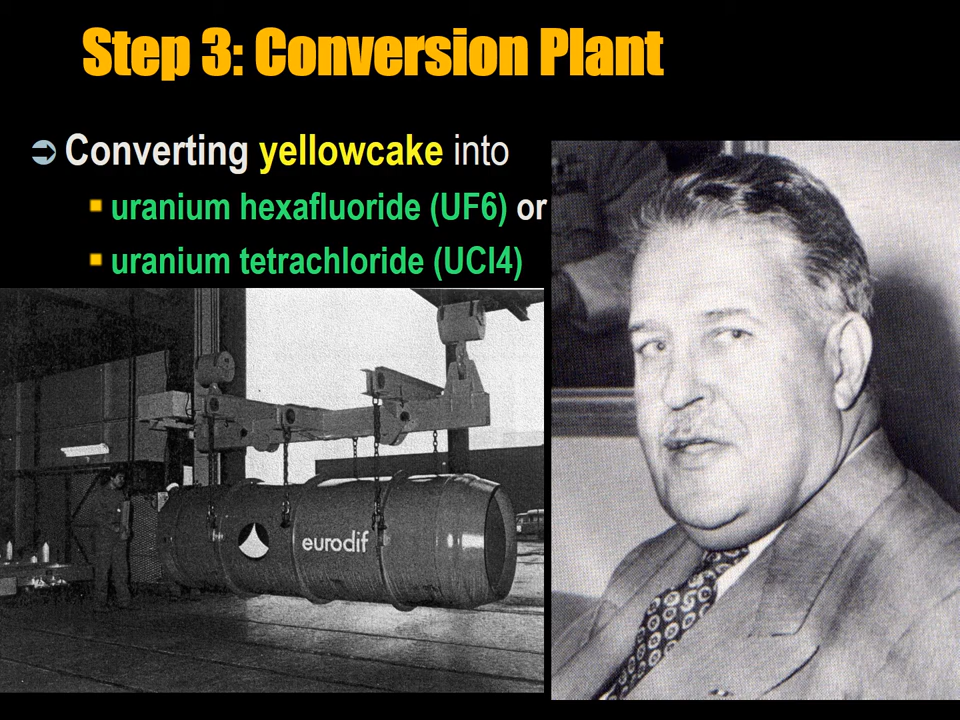 Step 3: Conversion Plant
Converting yellowcake into
uranium hexafluoride (UF6) or
uranium tetrachloride (UCl4)
eurodif